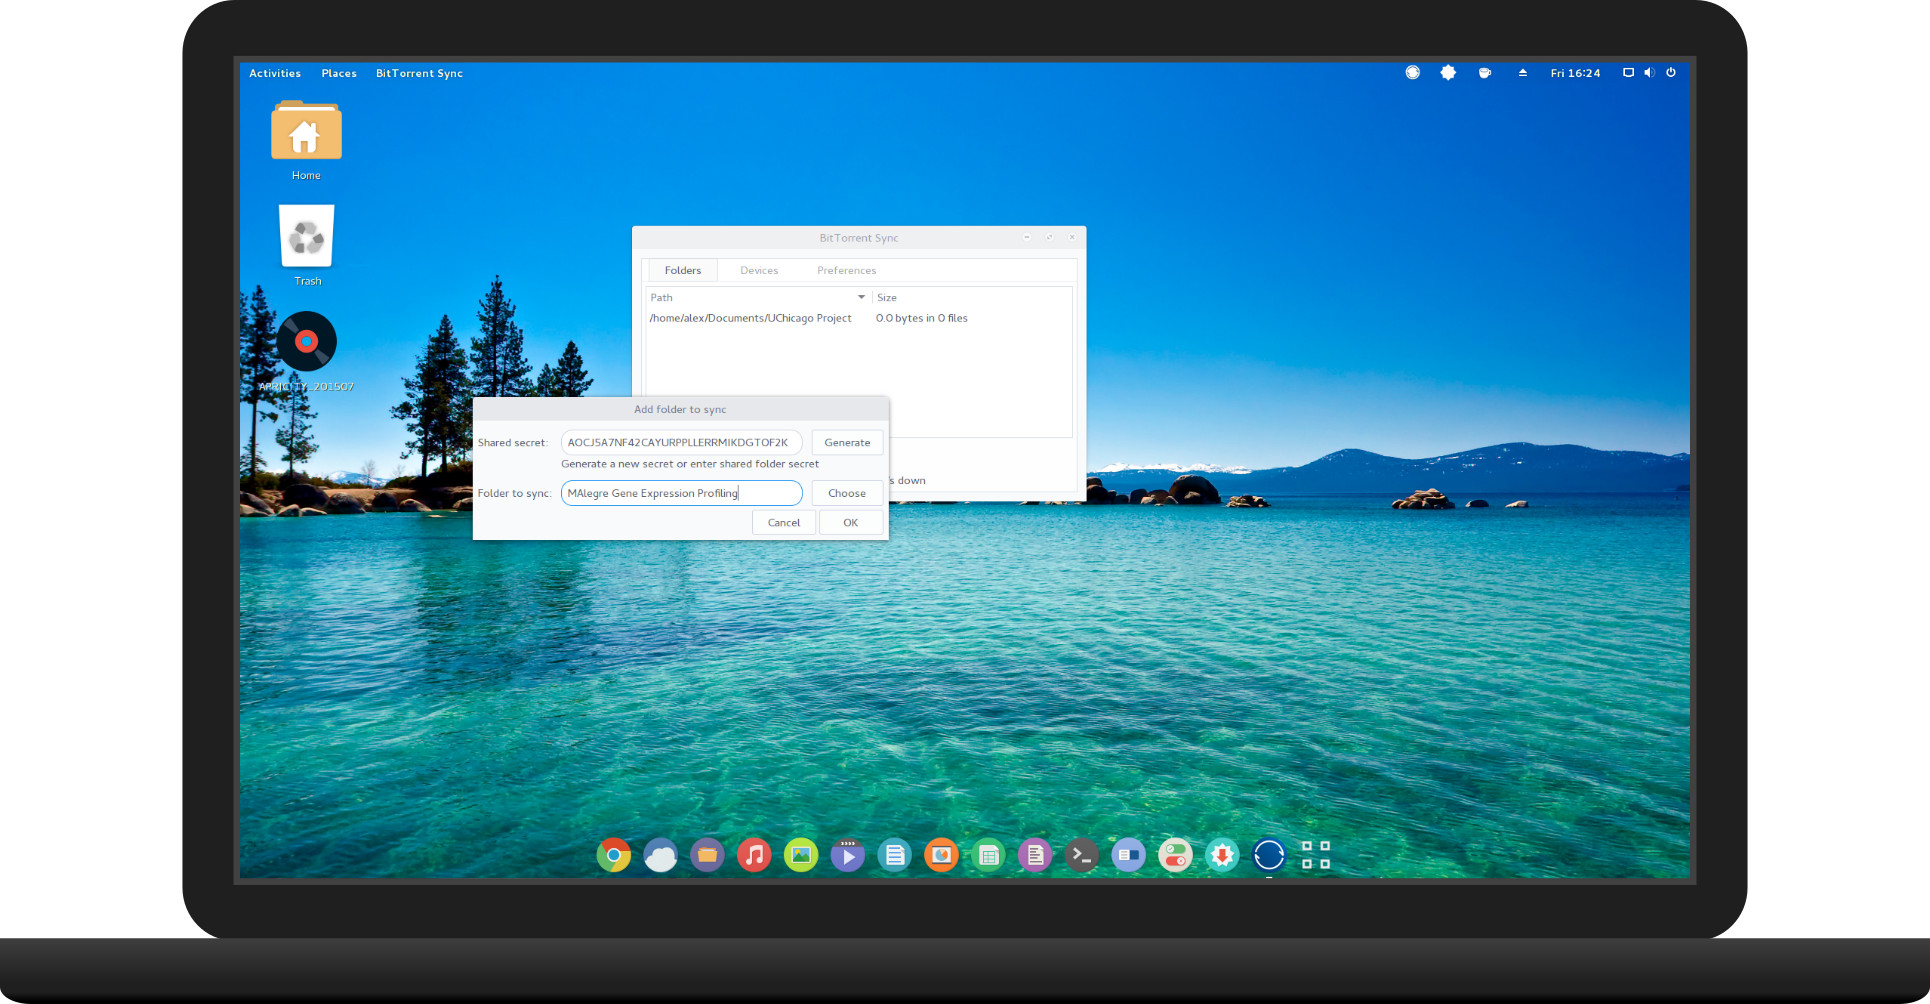 Activities Places BitTorrent Sync Fri 16:24
Home
Trash
APRICITY_201507
BitTorrent Sync
Folders Devices Preferences
Path Size
/home/alex/Documents/UChicago Project 0.0 bytes in 0 files
s down
Add folder to sync
Shared secret: AOCJ5A7NF42CAYURPPLLERRMIKDGTOF2K Generate
Generate a new secret or enter shared folder secret
Folder to sync: MAlegre Gene Expression Profiling Choose
Cancel OK